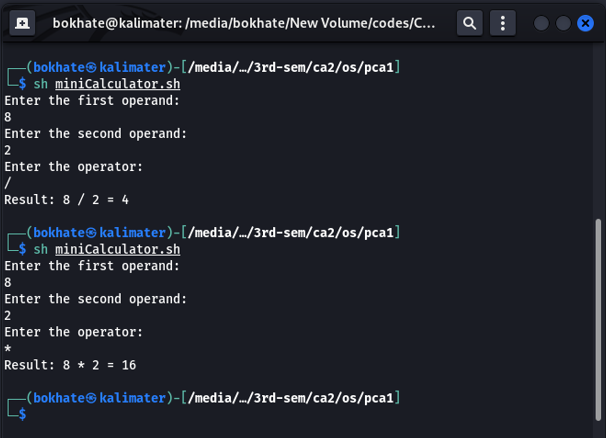 bokhate@kalimater: /media/bokhate/New Volume/codes/C...
┌──(bokhate㉿kalimater)-[/media/…/3rd-sem/ca2/os/pca1]
└─$ sh miniCalculator.sh
Enter the first operand:
8
Enter the second operand:
2
Enter the operator:
/
Result: 8 / 2 = 4
┌──(bokhate㉿kalimater)-[/media/…/3rd-sem/ca2/os/pca1]
└─$ sh miniCalculator.sh
Enter the first operand:
8
Enter the second operand:
2
Enter the operator:
*
Result: 8 * 2 = 16
┌──(bokhate㉿kalimater)-[/media/…/3rd-sem/ca2/os/pca1]
└─$